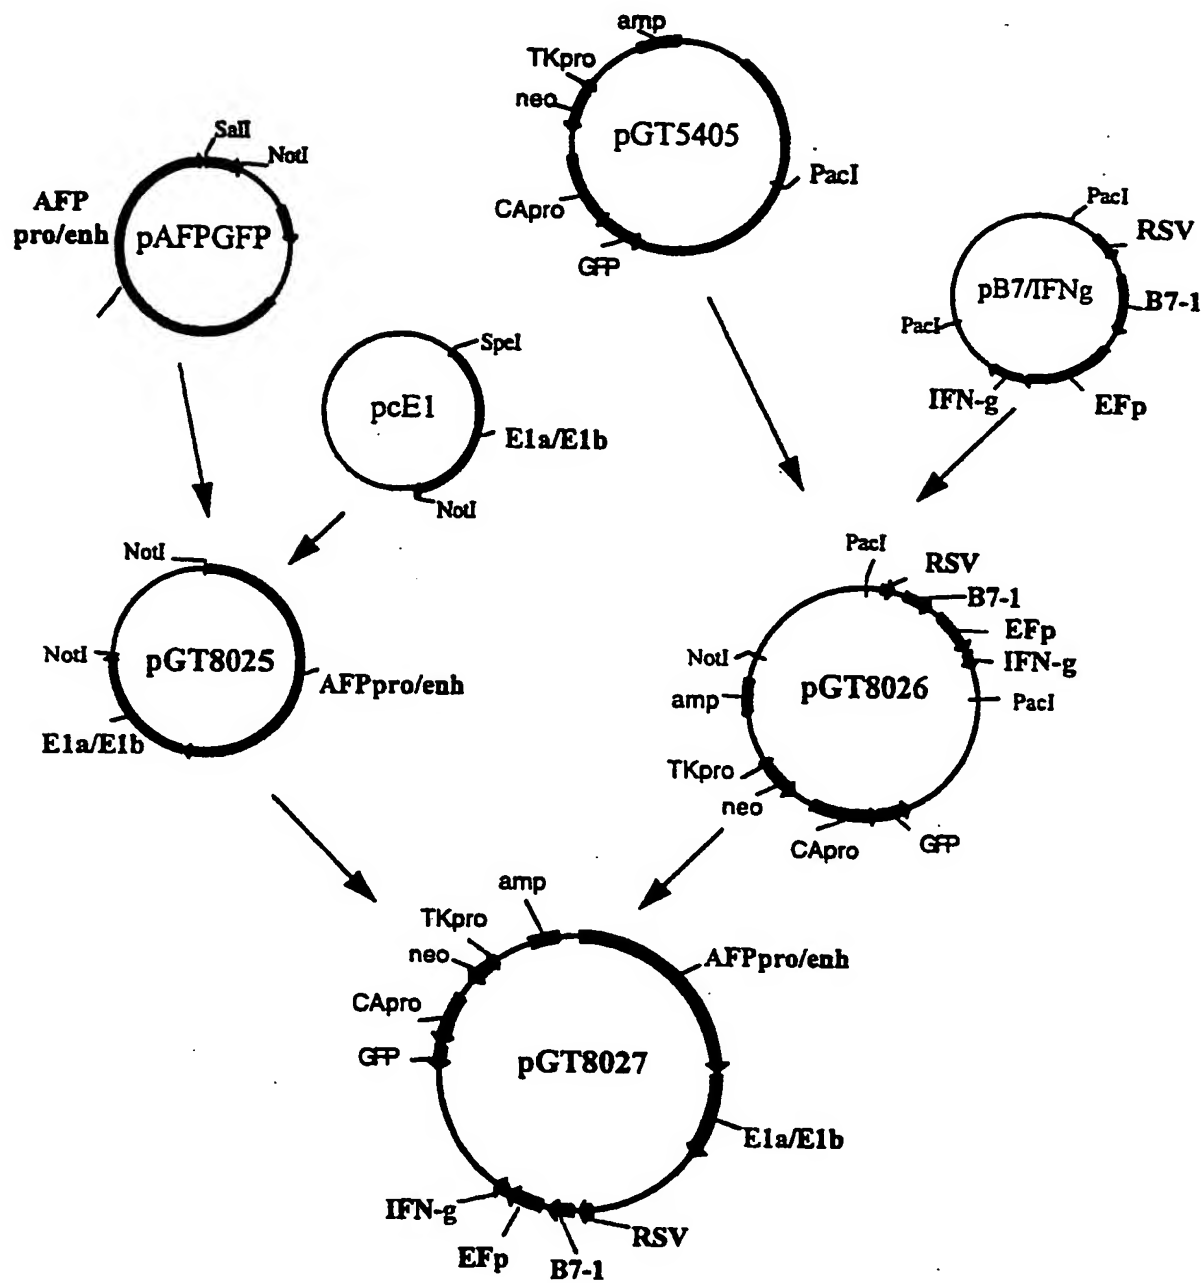 amp
TKpro
neo
pGT5405
PacI
CApro
GFP
SalI
NotI
AFP
pro/enh
pAFPGFP
PacI
RSV
pB7/IFNg
B7-1
PacI
IFN-g
EFp
SpeI
pcE1
E1a/E1b
NotI
NotI
NotI
pGT8025
AFPpro/enh
E1a/E1b
PacI
RSV
B7-1
EFp
IFN-g
NotI
pGT8026
amp
PacI
TKpro
neo
CApro
GFP
amp
TKpro
neo
AFPpro/enh
CApro
GFP
pGT8027
E1a/E1b
IFN-g
RSV
EFp
B7-1